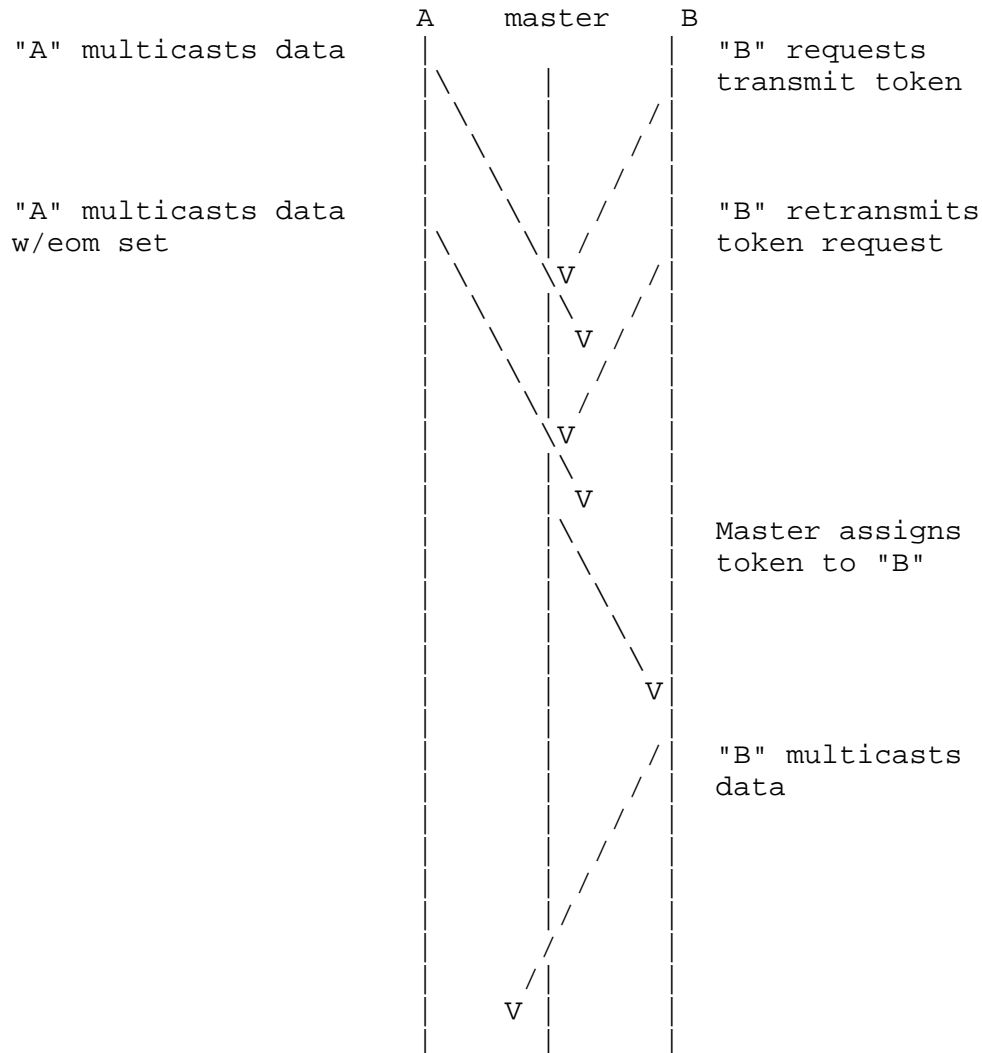 A master B
"A" multicasts data
"B" requests
transmit token
"A" multicasts data
w/eom set
"B" retransmits
token request
V
V
V
V
Master assigns
token to "B"
V
"B" multicasts
data
V